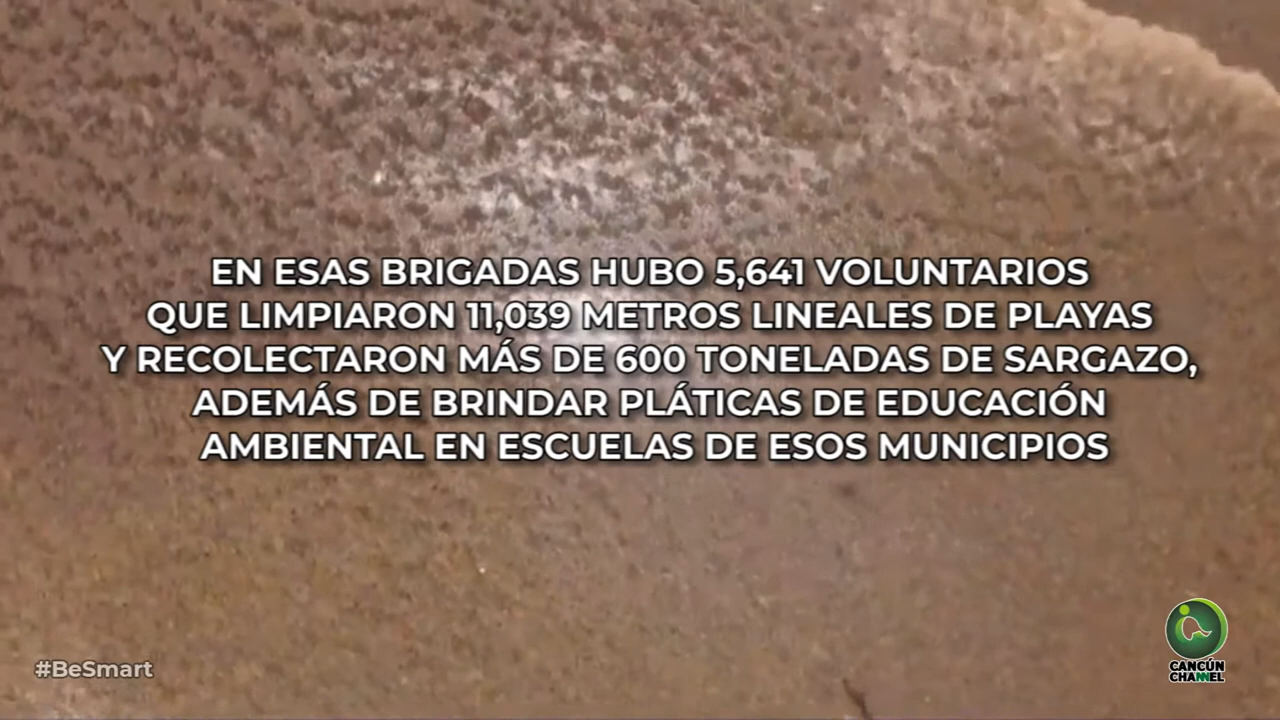 EN ESAS BRIGADAS HUBO 5,641 VOLUNTARIOS
QUE LIMPIARON 11,039 METROS LINEALES DE PLAYAS
Y RECOLECTARON MÁS DE 600 TONELADAS DE SARGAZO,
ADEMÁS DE BRINDAR PLÁTICAS DE EDUCACIÓN
AMBIENTAL EN ESCUELAS DE ESOS MUNICIPIOS
#BeSmart
CANCÚN
CHANNEL